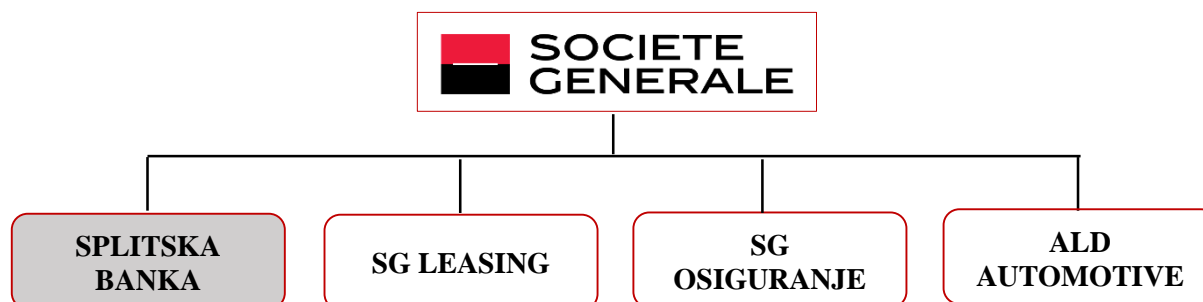 SOCIETE
GENERALE
SPLITSKA
BANKA
SG LEASING
SG
OSIGURANJE
ALD
AUTOMOTIVE